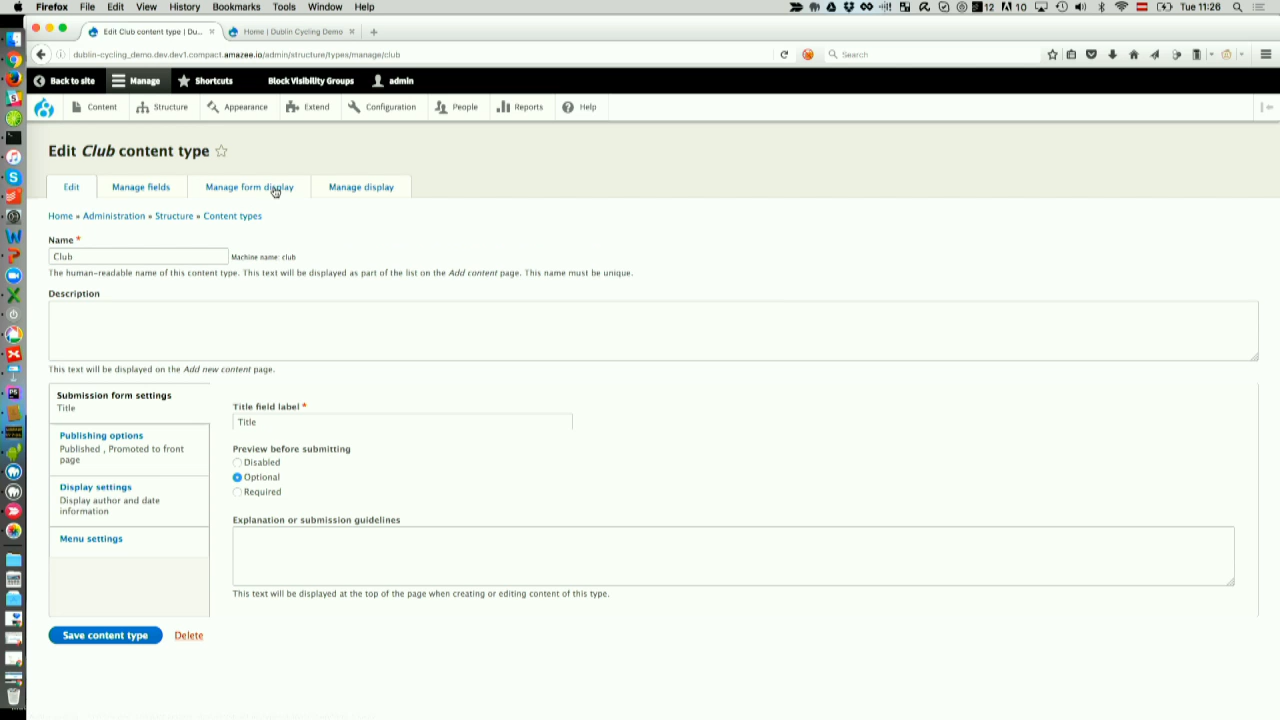 Firefox File Edit View History Bookmarks Tools Window Help 12 10 Tue 11:26
Edit Club content type | Du... × Home | Dublin Cycling Demo × +
dublin-cycling_demo.dev.dev1.compact.amazee.io/admin/structure/types/manage/club Search
Back to site Manage Shortcuts Block Visibility Groups admin
Content Structure Appearance Extend Configuration People Reports Help
Edit Club content type
Edit Manage fields Manage form display Manage display
Home » Administration » Structure » Content types
Name *
Club Machine name: club
The human-readable name of this content type. This text will be displayed as part of the list on the Add content page. This name must be unique.
Description
This text will be displayed on the Add new content page.
Submission form settings
Title
Publishing options
Published , Promoted to front
page
Display settings
Display author and date
information
Menu settings
Title field label *
Title
Preview before submitting
Disabled
Optional
Required
Explanation or submission guidelines
This text will be displayed at the top of the page when creating or editing content of this type.
Save content type Delete